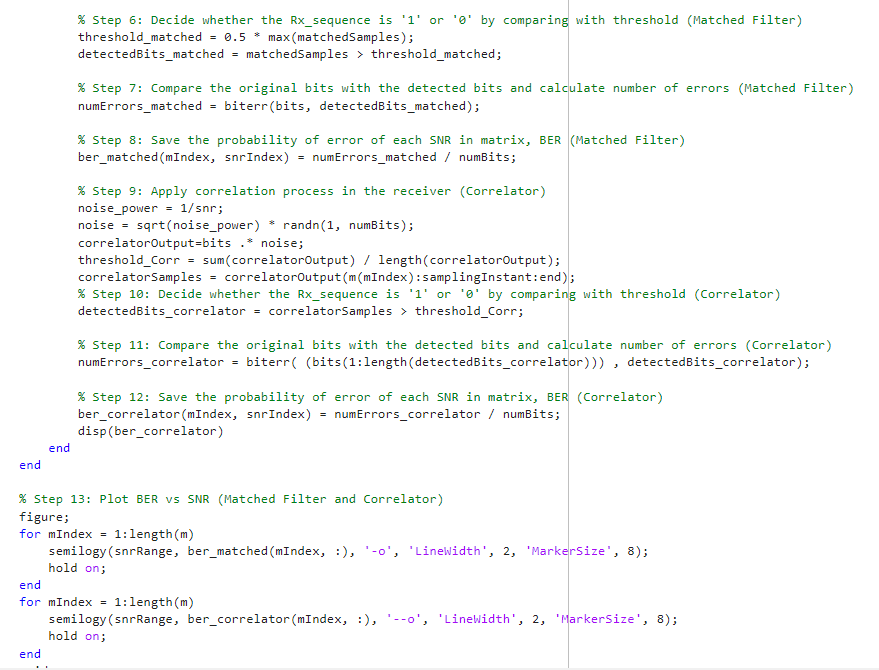 % Step 6: Decide whether the Rx_sequence is '1' or '0' by comparing with threshold (Matched Filter)
threshold_matched = 0.5 * max(matchedSamples);
detectedBits_matched = matchedSamples > threshold_matched;
% Step 7: Compare the original bits with the detected bits and calculate number of errors (Matched Filter)
numErrors_matched = biterr(bits, detectedBits_matched);
% Step 8: Save the probability of error of each SNR in matrix, BER (Matched Filter)
ber_matched(mIndex, snrIndex) = numErrors_matched / numBits;
% Step 9: Apply correlation process in the receiver (Correlator)
noise_power = 1/snr;
noise = sqrt(noise_power) * randn(1, numBits);
correlatorOutput=bits .* noise;
threshold_Corr = sum(correlatorOutput) / length(correlatorOutput);
correlatorSamples = correlatorOutput(m(mIndex):samplingInstant:end);
% Step 10: Decide whether the Rx_sequence is '1' or '0' by comparing with threshold (Correlator)
detectedBits_correlator = correlatorSamples > threshold_Corr;
% Step 11: Compare the original bits with the detected bits and calculate number of errors (Correlator)
numErrors_correlator = biterr( (bits(1:length(detectedBits_correlator))) , detectedBits_correlator);
% Step 12: Save the probability of error of each SNR in matrix, BER (Correlator)
ber_correlator(mIndex, snrIndex) = numErrors_correlator / numBits;
disp(ber_correlator)
end
end
% Step 13: Plot BER vs SNR (Matched Filter and Correlator)
figure;
for mIndex = 1:length(m)
semilogy(snrRange, ber_matched(mIndex, :), '-o', 'LineWidth', 2, 'MarkerSize', 8);
hold on;
end
for mIndex = 1:length(m)
semilogy(snrRange, ber_correlator(mIndex, :), '--o', 'LineWidth', 2, 'MarkerSize', 8);
hold on;
end